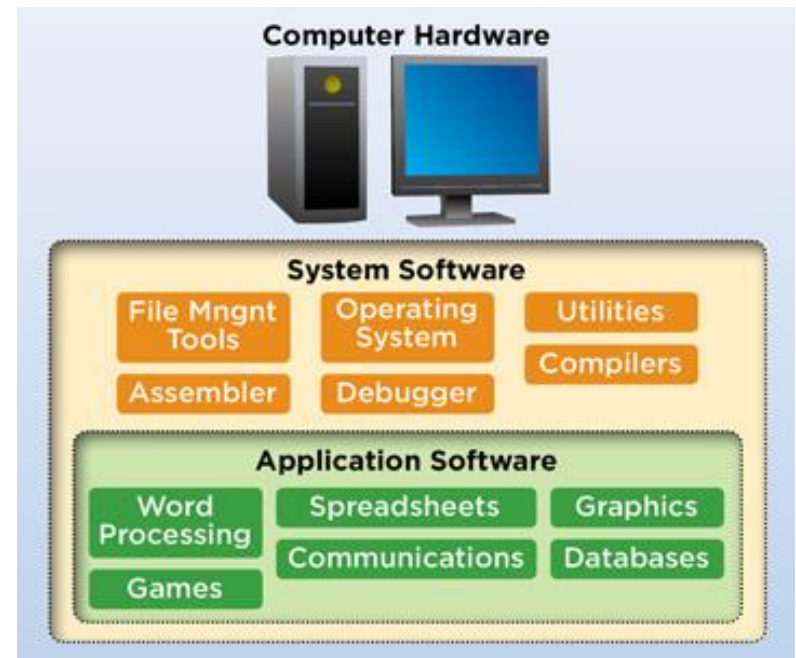 Computer Hardware
System Software
File Mngnt
Tools
Operating
System
Utilities
Compilers
Assembler
Debugger
Application Software
Word
Processing
Spreadsheets
Graphics
Communications
Databases
Games